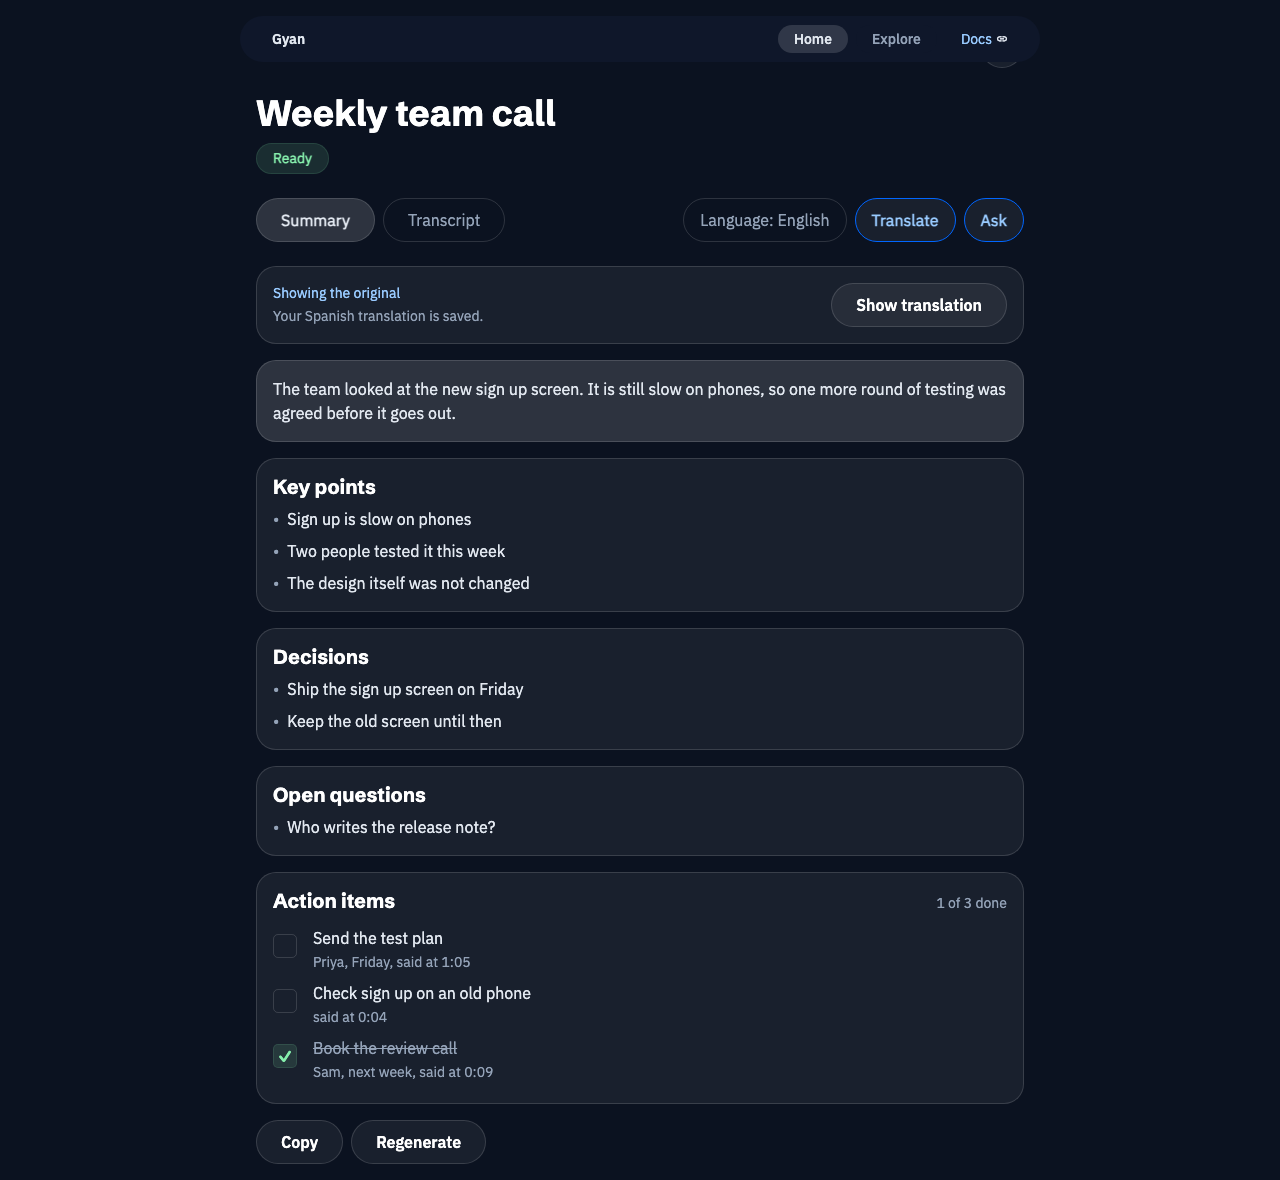 Gyan
Home
Explore
Docs
Weekly team call
Ready
Summary
Transcript
Language: English
Translate
Ask
Showing the original
Your Spanish translation is saved.
Show translation
The team looked at the new sign up screen. It is still slow on phones, so one more round of testing was
agreed before it goes out.
Key points
• Sign up is slow on phones
• Two people tested it this week
• The design itself was not changed
Decisions
• Ship the sign up screen on Friday
• Keep the old screen until then
Open questions
• Who writes the release note?
Action items
1 of 3 done
Send the test plan
Priya, Friday, said at 1:05
Check sign up on an old phone
said at 0:04
Book the review call
Sam, next week, said at 0:09
Copy
Regenerate